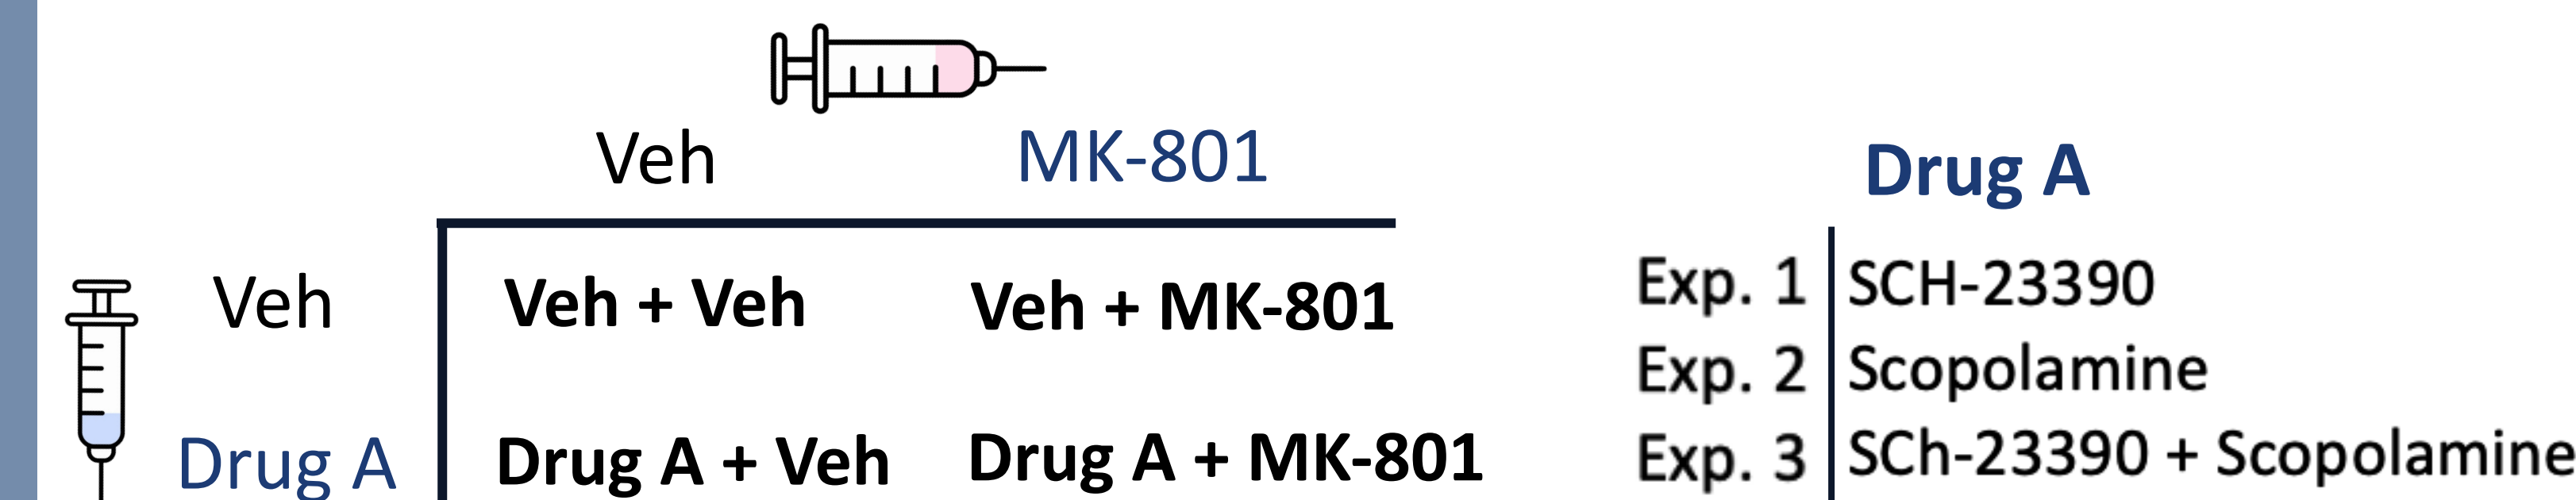 Veh MK-801
Veh Veh + Veh Veh + MK-801
Drug A Drug A + Veh Drug A + MK-801
Drug A
Exp. 1 SCH-23390
Exp. 2 Scopolamine
Exp. 3 SCh-23390 + Scopolamine